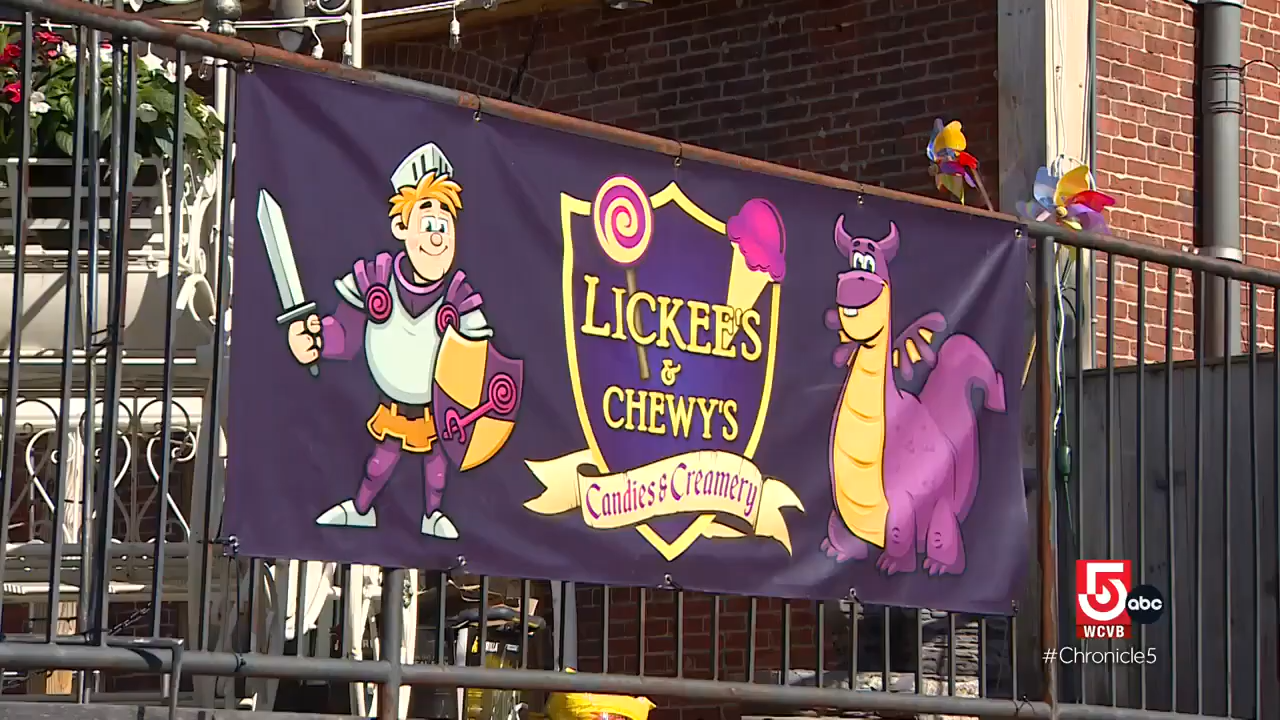 LICKEE'S
&
CHEWY'S
Candies & Creamery
5
abc
WCVB
#Chronicle5